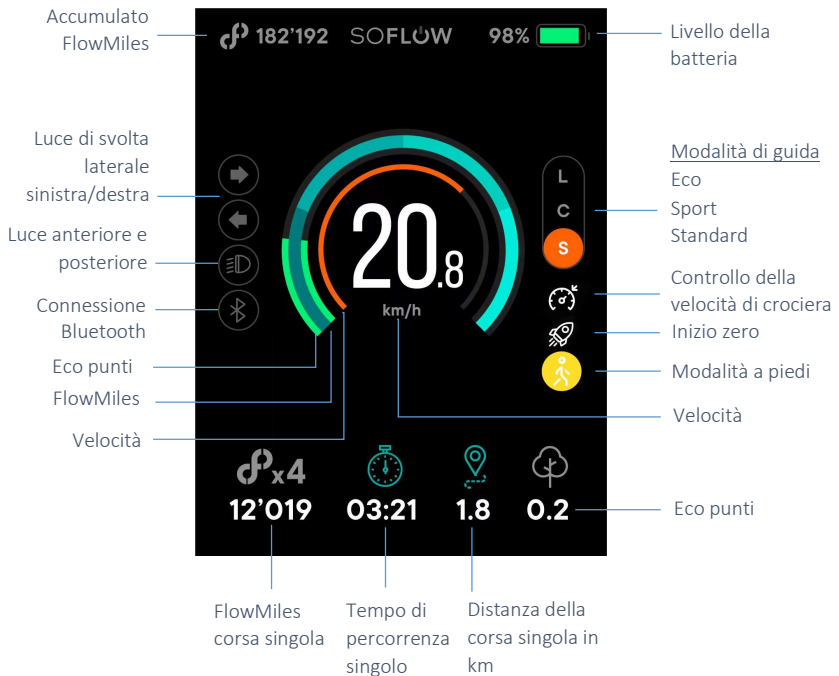 Accumulato
FlowMiles
182’192
SOFLOW
98%
Livello della
batteria
Luce di svolta
laterale
sinistra/destra
Luce anteriore e
posteriore
Connessione
Bluetooth
Eco punti
FlowMiles
Velocità
L
C
S
20.8
km/h
Modalità di guida
Eco
Sport
Standard
Controllo della
velocità di crociera
Inizio zero
Modalità a piedi
Velocità
x4
12’019
03:21
1.8
0.2
Eco punti
FlowMiles
corsa singola
Tempo di
percorrenza
singolo
Distanza della
corsa singola in
km